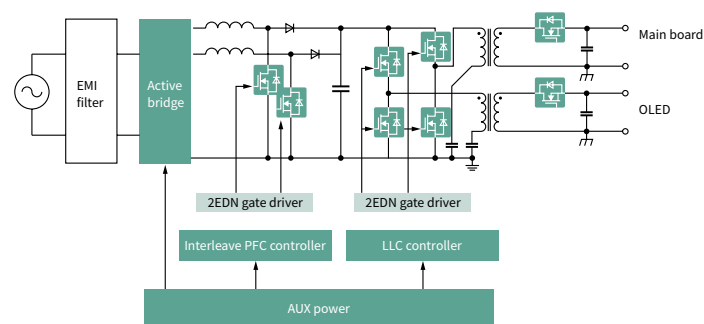 EMI
filter
Active
bridge
Main board
OLED
2EDN gate driver
2EDN gate driver
Interleave PFC controller
LLC controller
AUX power